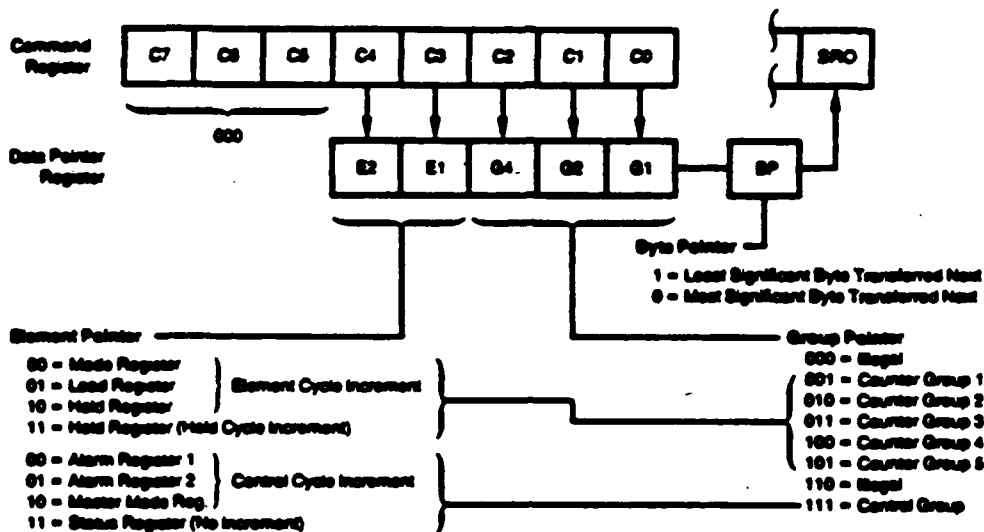 Command Register
C7 C6 C5 C4 C3 C2 C1 C0
SR0
000
Data Pointer Register
E2 E1 G4 G2 G1
BP
Byte Pointer
1 = Least Significant Byte Transferred Next
0 = Most Significant Byte Transferred Next
Element Pointer
00 = Mode Register
01 = Load Register
10 = Hold Register
11 = Hold Register (Hold Cycle Increment)
Element Cycle Increment
00 = Alarm Register 1
01 = Alarm Register 2
10 = Master Mode Reg.
11 = Status Register (No Increment)
Control Cycle Increment
Group Pointer
000 = Illegal
001 = Counter Group 1
010 = Counter Group 2
011 = Counter Group 3
100 = Counter Group 4
101 = Counter Group 5
110 = Illegal
111 = Control Group